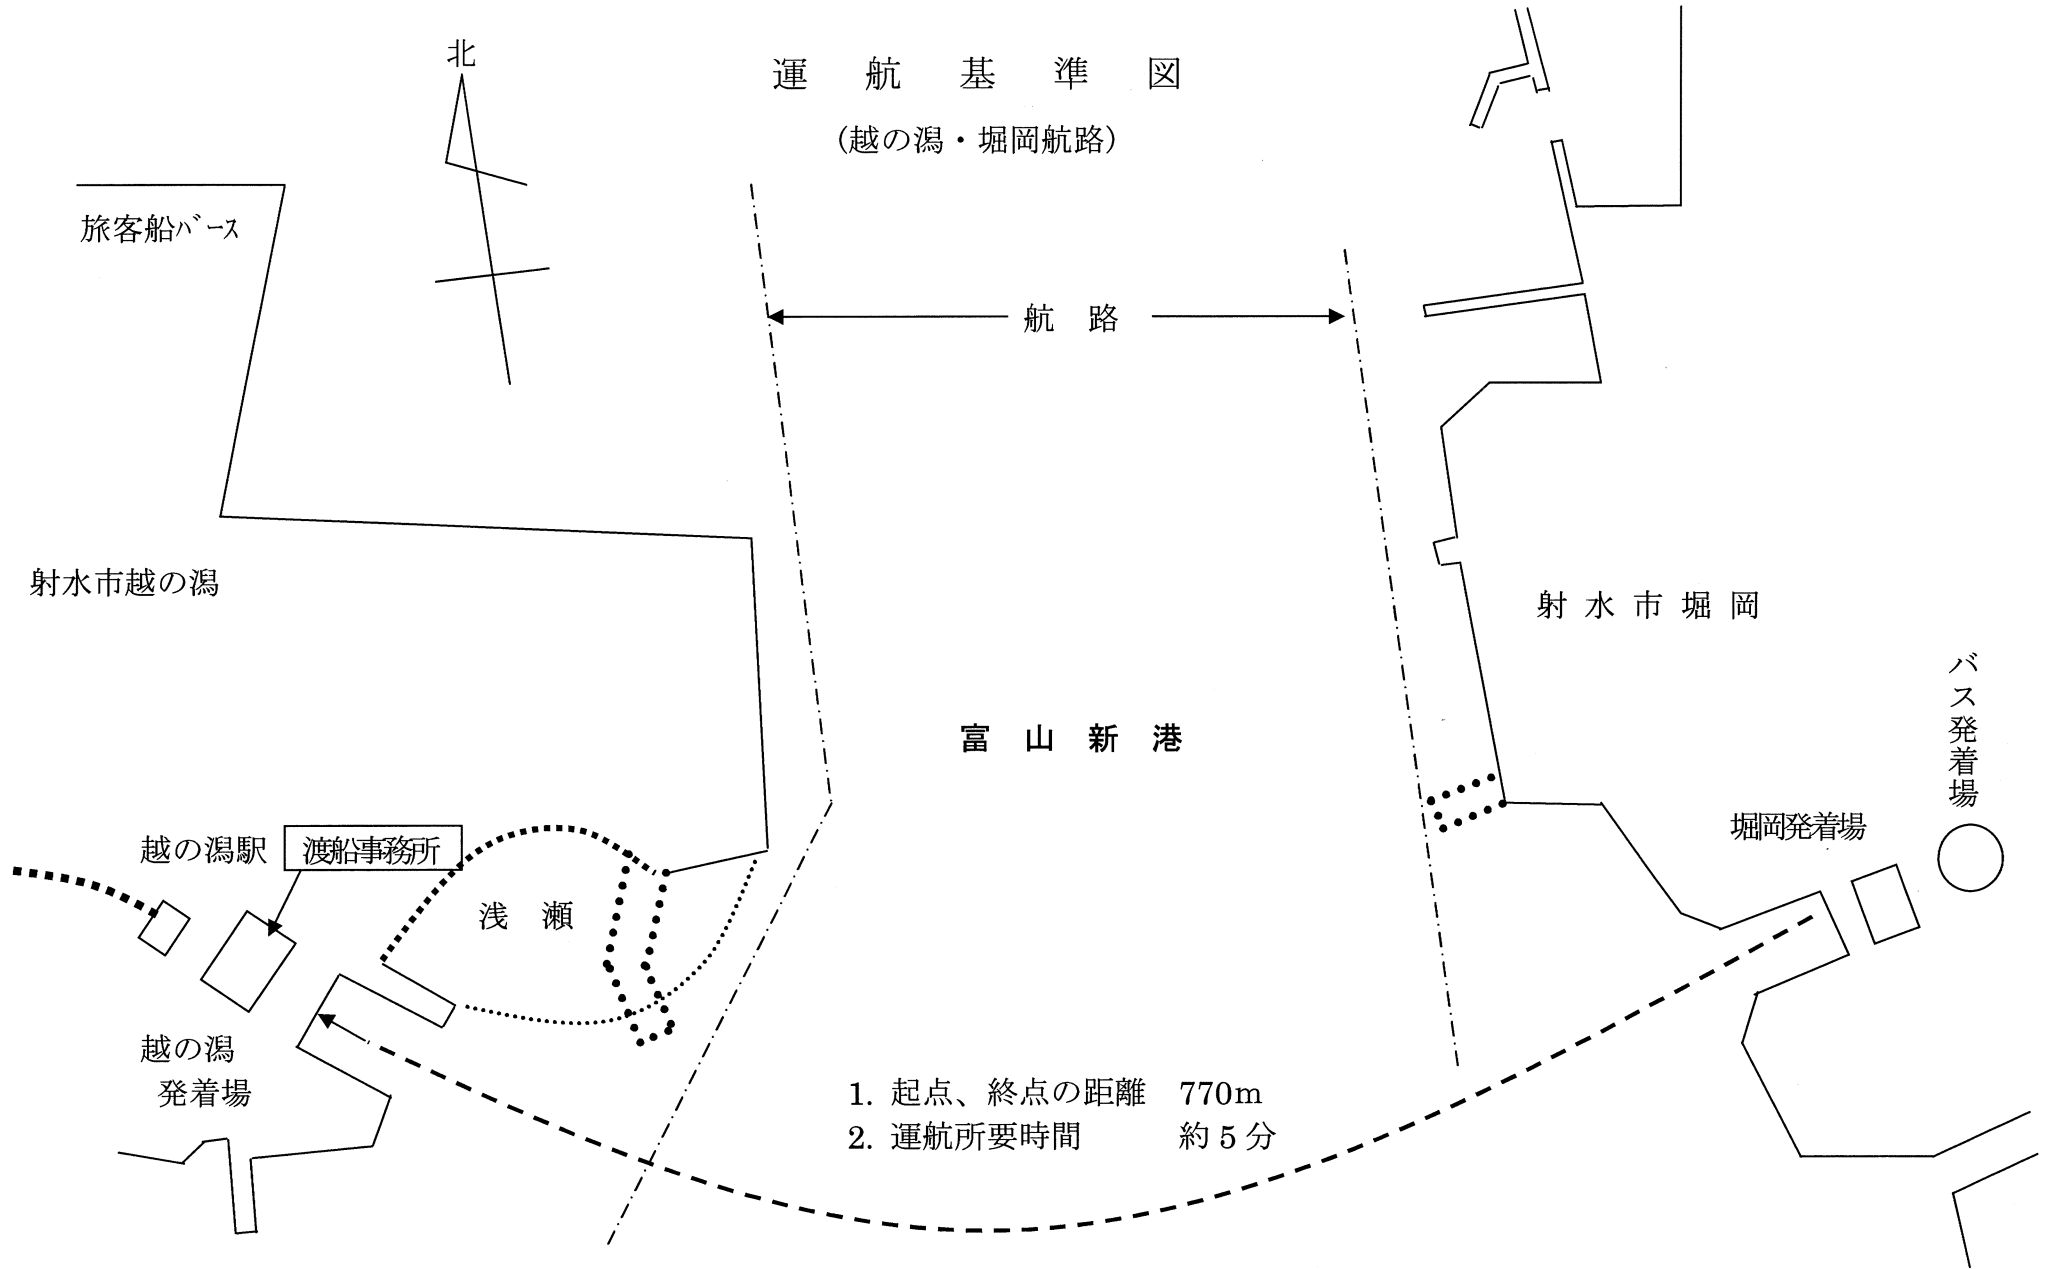 北
運航基準図
(越の潟・堀岡航路)
旅客船ﾊﾞｰｽ
航路
射水市越の潟
射水市堀岡
バス発着場
富山新港
堀岡発着場
越の潟駅
渡船事務所
浅瀬
越の潟
発着場
1. 起点、終点の距離 770m
2. 運航所要時間 約5分